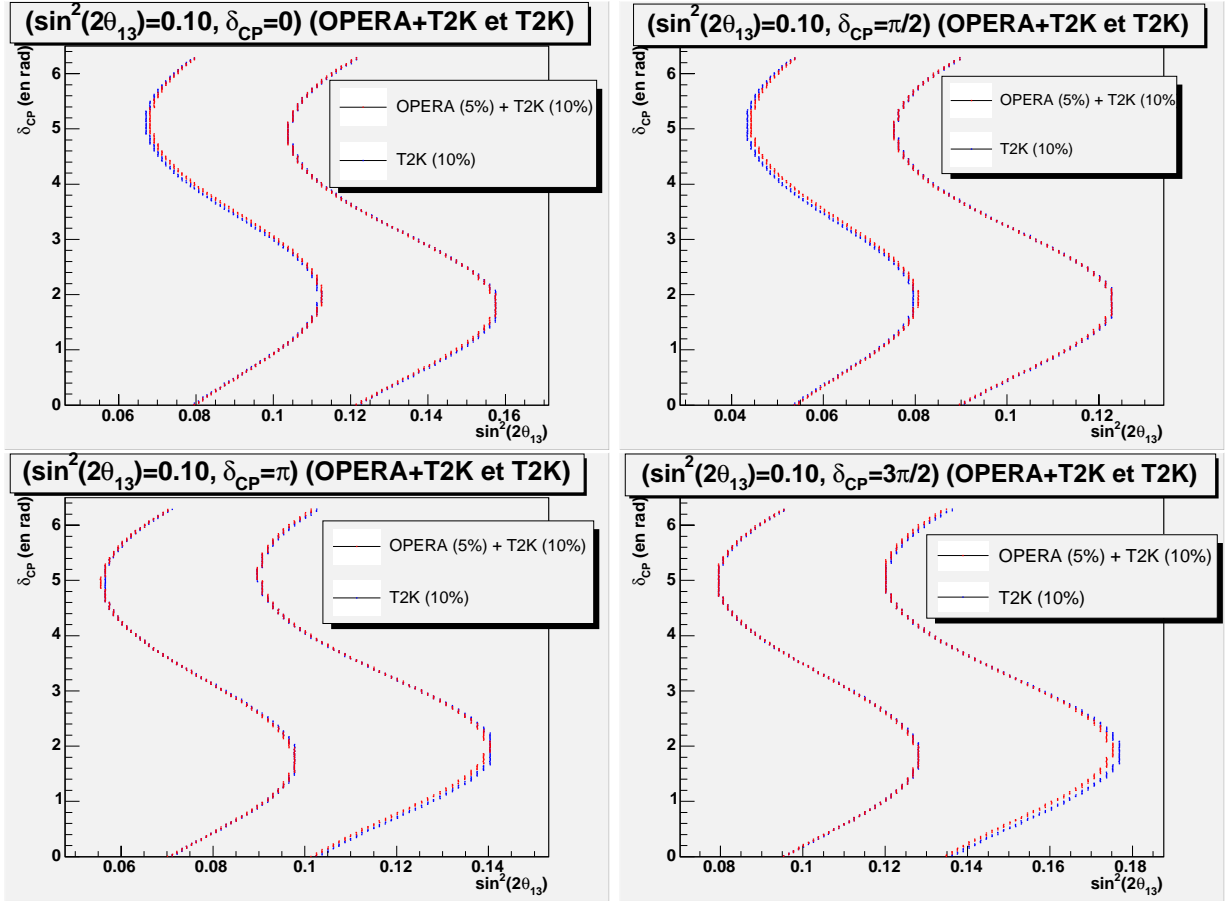 (sin²(2θ₁₃)=0.10, δCP=0) (OPERA+T2K et T2K)
δCP (en rad)
6
5
4
3
2
1
0
OPERA (5%) + T2K (10%)
T2K (10%)
0.06 0.08 0.1 0.12 0.14 0.16
sin²(2θ₁₃)
(sin²(2θ₁₃)=0.10, δCP=π/2) (OPERA+T2K et T2K)
δCP (en rad)
6
5
4
3
2
1
0
OPERA (5%) + T2K (10%)
T2K (10%)
0.04 0.06 0.08 0.1 0.12
sin²(2θ₁₃)
(sin²(2θ₁₃)=0.10, δCP=π) (OPERA+T2K et T2K)
δCP (en rad)
6
5
4
3
2
1
0
OPERA (5%) + T2K (10%)
T2K (10%)
0.06 0.08 0.1 0.12 0.14
sin²(2θ₁₃)
(sin²(2θ₁₃)=0.10, δCP=3π/2) (OPERA+T2K et T2K)
δCP (en rad)
6
5
4
3
2
1
0
OPERA (5%) + T2K (10%)
T2K (10%)
0.08 0.1 0.12 0.14 0.16 0.18
sin²(2θ₁₃)